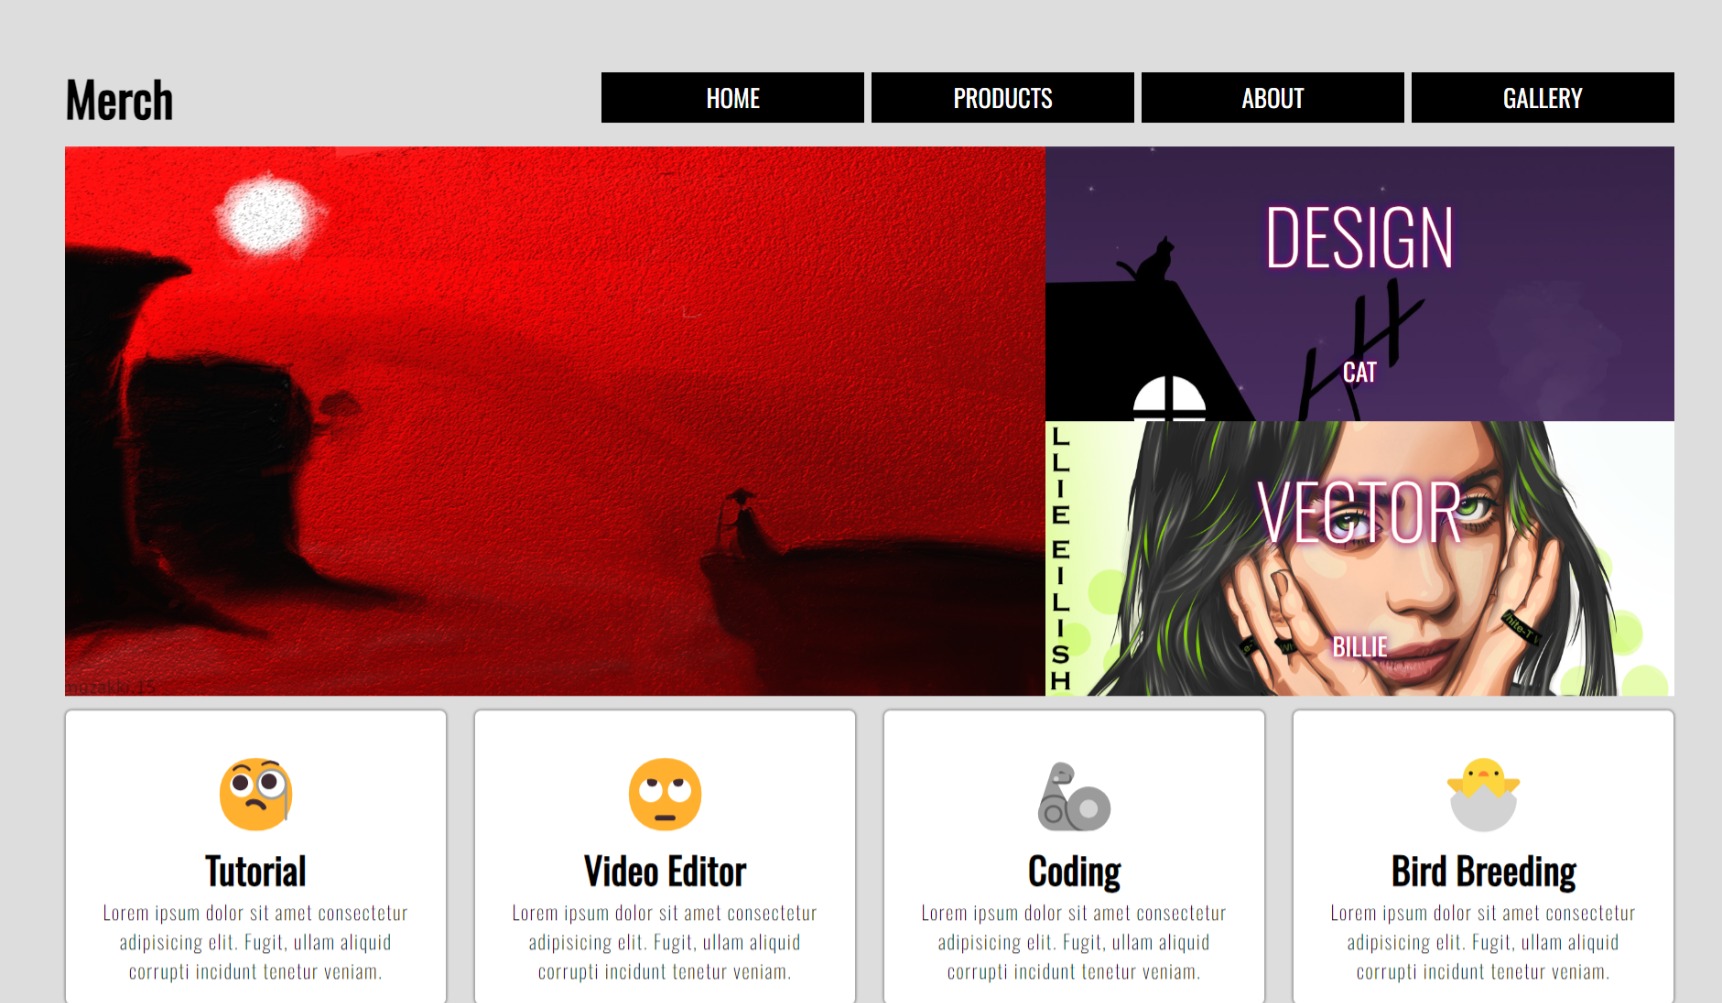 Merch
HOME
PRODUCTS
ABOUT
GALLERY
DESIGN
CAT
LLIE EILISH
VECTOR
BILLIE
Tutorial
Lorem ipsum dolor sit amet consectetur
adipisicing elit. Fugit, ullam aliquid
corrupti incidunt tenetur veniam.
Video Editor
Lorem ipsum dolor sit amet consectetur
adipisicing elit. Fugit, ullam aliquid
corrupti incidunt tenetur veniam.
Coding
Lorem ipsum dolor sit amet consectetur
adipisicing elit. Fugit, ullam aliquid
corrupti incidunt tenetur veniam.
Bird Breeding
Lorem ipsum dolor sit amet consectetur
adipisicing elit. Fugit, ullam aliquid
corrupti incidunt tenetur veniam.